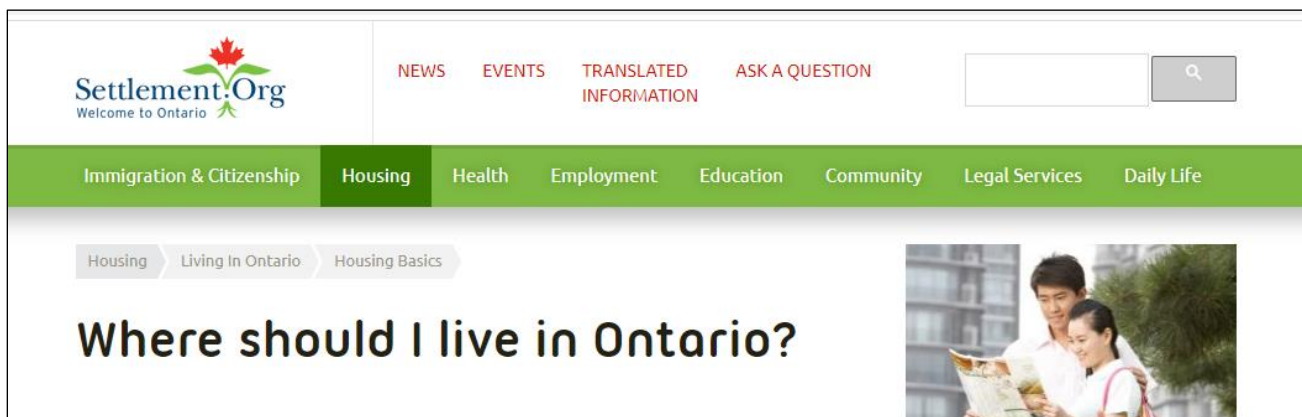 Settlement.Org
Welcome to Ontario
NEWS EVENTS TRANSLATED INFORMATION ASK A QUESTION
Immigration & Citizenship Housing Health Employment Education Community Legal Services Daily Life
Housing Living In Ontario Housing Basics
Where should I live in Ontario?